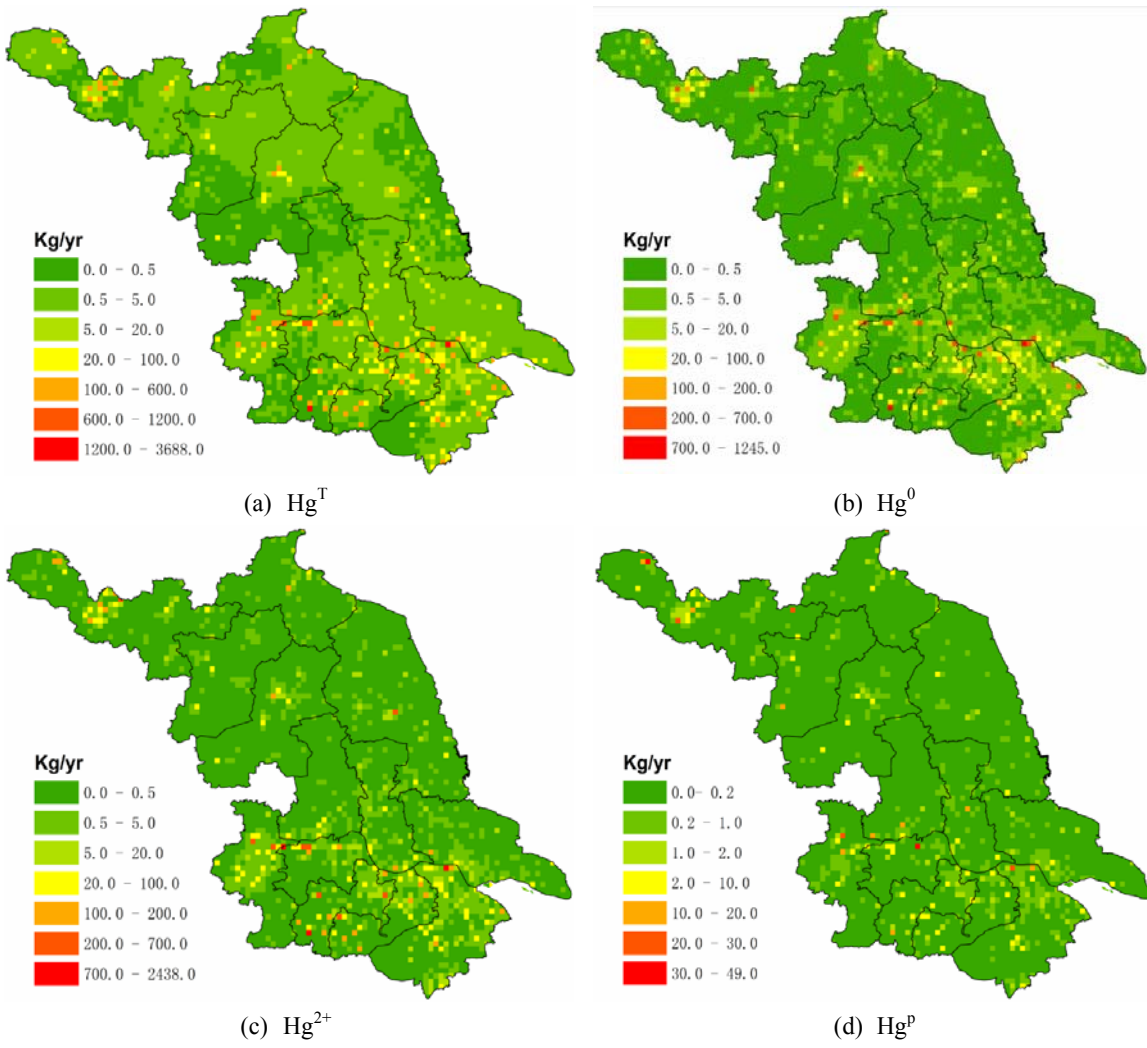 Kg/yr
0.0 - 0.5
0.5 - 5.0
5.0 - 20.0
20.0 - 100.0
100.0 - 600.0
600.0 - 1200.0
1200.0 - 3688.0
(a) Hg^T
Kg/yr
0.0 - 0.5
0.5 - 5.0
5.0 - 20.0
20.0 - 100.0
100.0 - 200.0
200.0 - 700.0
700.0 - 1245.0
(b) Hg^0
Kg/yr
0.0 - 0.5
0.5 - 5.0
5.0 - 20.0
20.0 - 100.0
100.0 - 200.0
200.0 - 700.0
700.0 - 2438.0
(c) Hg^2+
Kg/yr
0.0- 0.2
0.2 - 1.0
1.0 - 2.0
2.0 - 10.0
10.0 - 20.0
20.0 - 30.0
30.0 - 49.0
(d) Hg^p